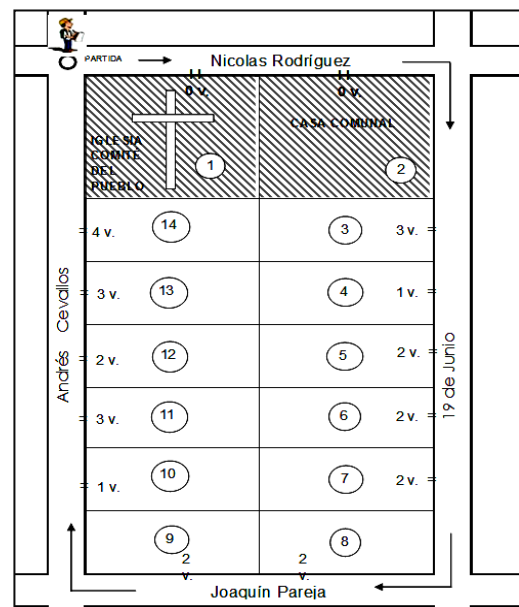 PARTIDA
Nicolas Rodríguez
0 v.
0 v.
IGLESIA
COMITÉ
DEL
PUEBLO
1
CASA COMUNAL
2
4 v.
14
3
3 v.
3 v.
13
4
1 v.
2 v.
12
5
2 v.
3 v.
11
6
2 v.
1 v.
10
7
2 v.
9
2
v.
2
v.
8
Andrés Cevallos
19 de Junio
Joaquín Pareja